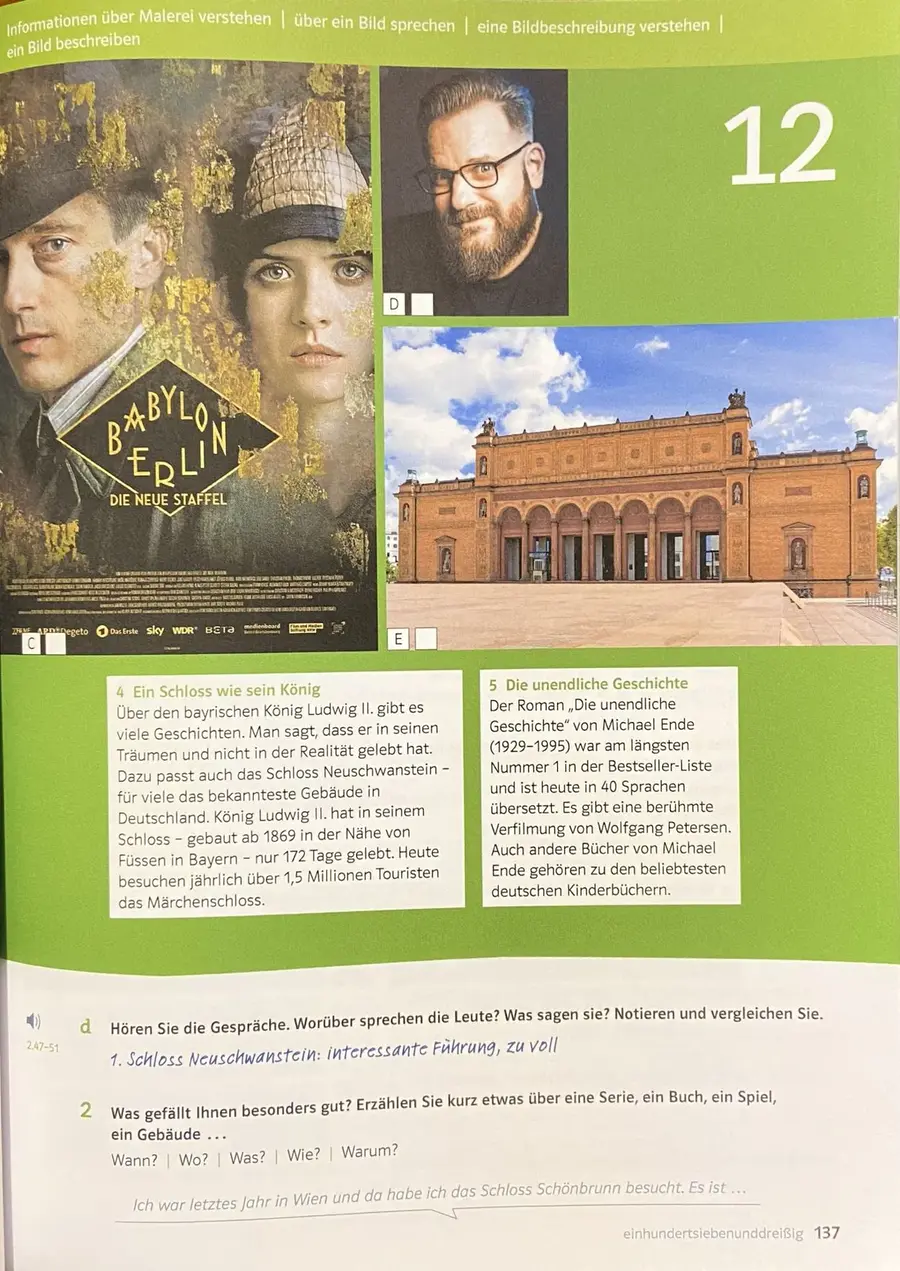 Informationen über Malerei verstehen | über ein Bild sprechen | eine Bildbeschreibung verstehen |
ein Bild beschreiben
12
BABYLON
BERLIN
DIE NEUE STAFFEL
ARD Degeto Das Erste sky WDR BETA medienboard
C
D
E
4 Ein Schloss wie sein König
Über den bayrischen König Ludwig II. gibt es
viele Geschichten. Man sagt, dass er in seinen
Träumen und nicht in der Realität gelebt hat.
Dazu passt auch das Schloss Neuschwanstein –
für viele das bekannteste Gebäude in
Deutschland. König Ludwig II. hat in seinem
Schloss – gebaut ab 1869 in der Nähe von
Füssen in Bayern – nur 172 Tage gelebt. Heute
besuchen jährlich über 1,5 Millionen Touristen
das Märchenschloss.
5 Die unendliche Geschichte
Der Roman „Die unendliche
Geschichte“ von Michael Ende
(1929–1995) war am längsten
Nummer 1 in der Bestseller-Liste
und ist heute in 40 Sprachen
übersetzt. Es gibt eine berühmte
Verfilmung von Wolfgang Petersen.
Auch andere Bücher von Michael
Ende gehören zu den beliebtesten
deutschen Kinderbüchern.
2.47–51
d Hören Sie die Gespräche. Worüber sprechen die Leute? Was sagen sie? Notieren und vergleichen Sie.
1. Schloss Neuschwanstein: interessante Führung, zu voll
2 Was gefällt Ihnen besonders gut? Erzählen Sie kurz etwas über eine Serie, ein Buch, ein Spiel,
ein Gebäude ...
Wann? | Wo? | Was? | Wie? | Warum?
Ich war letztes Jahr in Wien und da habe ich das Schloss Schönbrunn besucht. Es ist ...
einhundertsiebenunddreißig 137